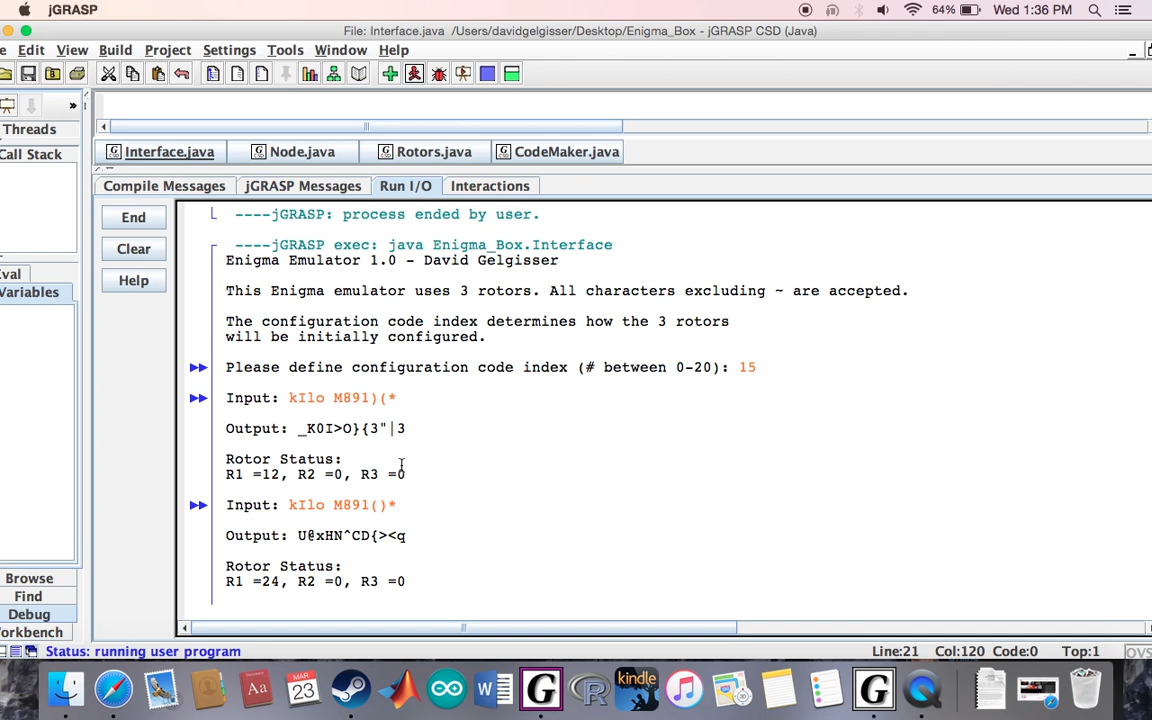 jGRASP
64%
Wed 1:36 PM
File: Interface.java /Users/davidgelgisser/Desktop/Enigma_Box - jGRASP CSD (Java)
Edit View Build Project Settings Tools Window Help
Threads
Call Stack
Interface.java Node.java Rotors.java CodeMaker.java
Compile Messages jGRASP Messages Run I/O Interactions
End
Clear
Help
Variables
----jGRASP: process ended by user.
----jGRASP exec: java Enigma_Box.Interface
Enigma Emulator 1.0 - David Gelgisser
This Enigma emulator uses 3 rotors. All characters excluding ~ are accepted.
The configuration code index determines how the 3 rotors
will be initially configured.
Please define configuration code index (# between 0-20): 15
Input: kIlo M891)(*
Output: _K0I>O}{3"|3
Rotor Status:
R1 =12, R2 =0, R3 =0
Input: kIlo M891()*
Output: U@xHN^CD{><q
Rotor Status:
R1 =24, R2 =0, R3 =0
Browse
Find
Debug
Status: running user program
Line:21 Col:120 Code:0 Top:1
OVS
Aa
MAR
23
W
G
R
kindle
G